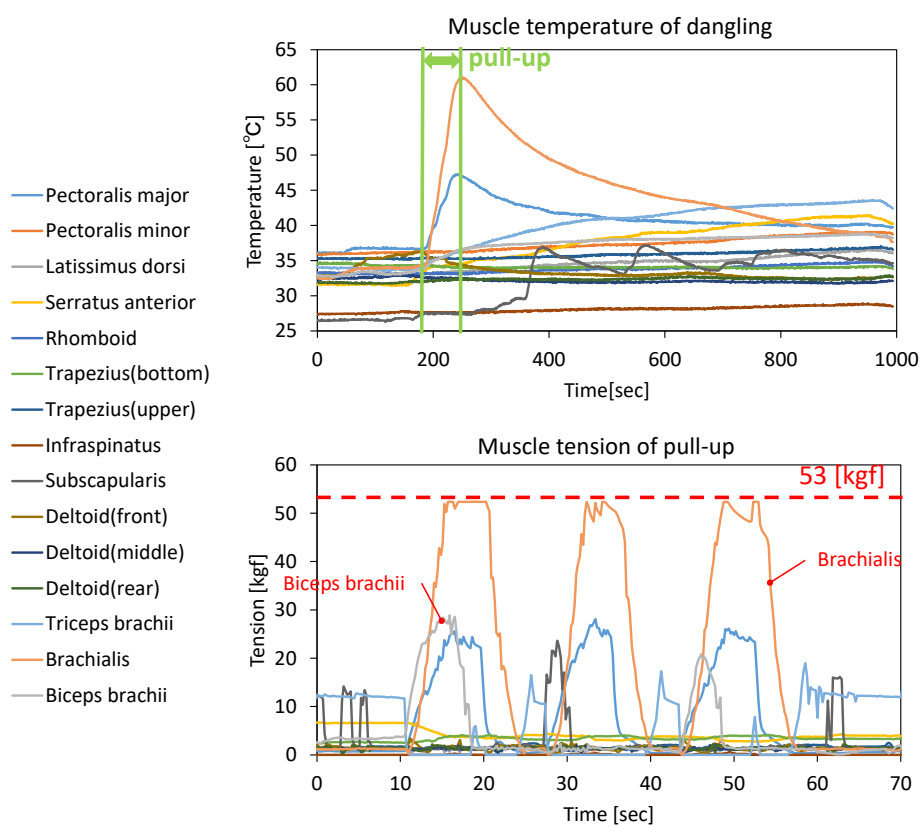 Muscle temperature of dangling
pull-up
Temperature [℃]
65
60
55
50
45
40
35
30
25
0
200
400
600
800
1000
Time[sec]
Pectoralis major
Pectoralis minor
Latissimus dorsi
Serratus anterior
Rhomboid
Trapezius(bottom)
Trapezius(upper)
Infraspinatus
Subscapularis
Deltoid(front)
Deltoid(middle)
Deltoid(rear)
Triceps brachii
Brachialis
Biceps brachii
Muscle tension of pull-up
53 [kgf]
Biceps brachii
Brachialis
Tension [kgf]
60
50
40
30
20
10
0
0
10
20
30
40
50
60
70
Time [sec]